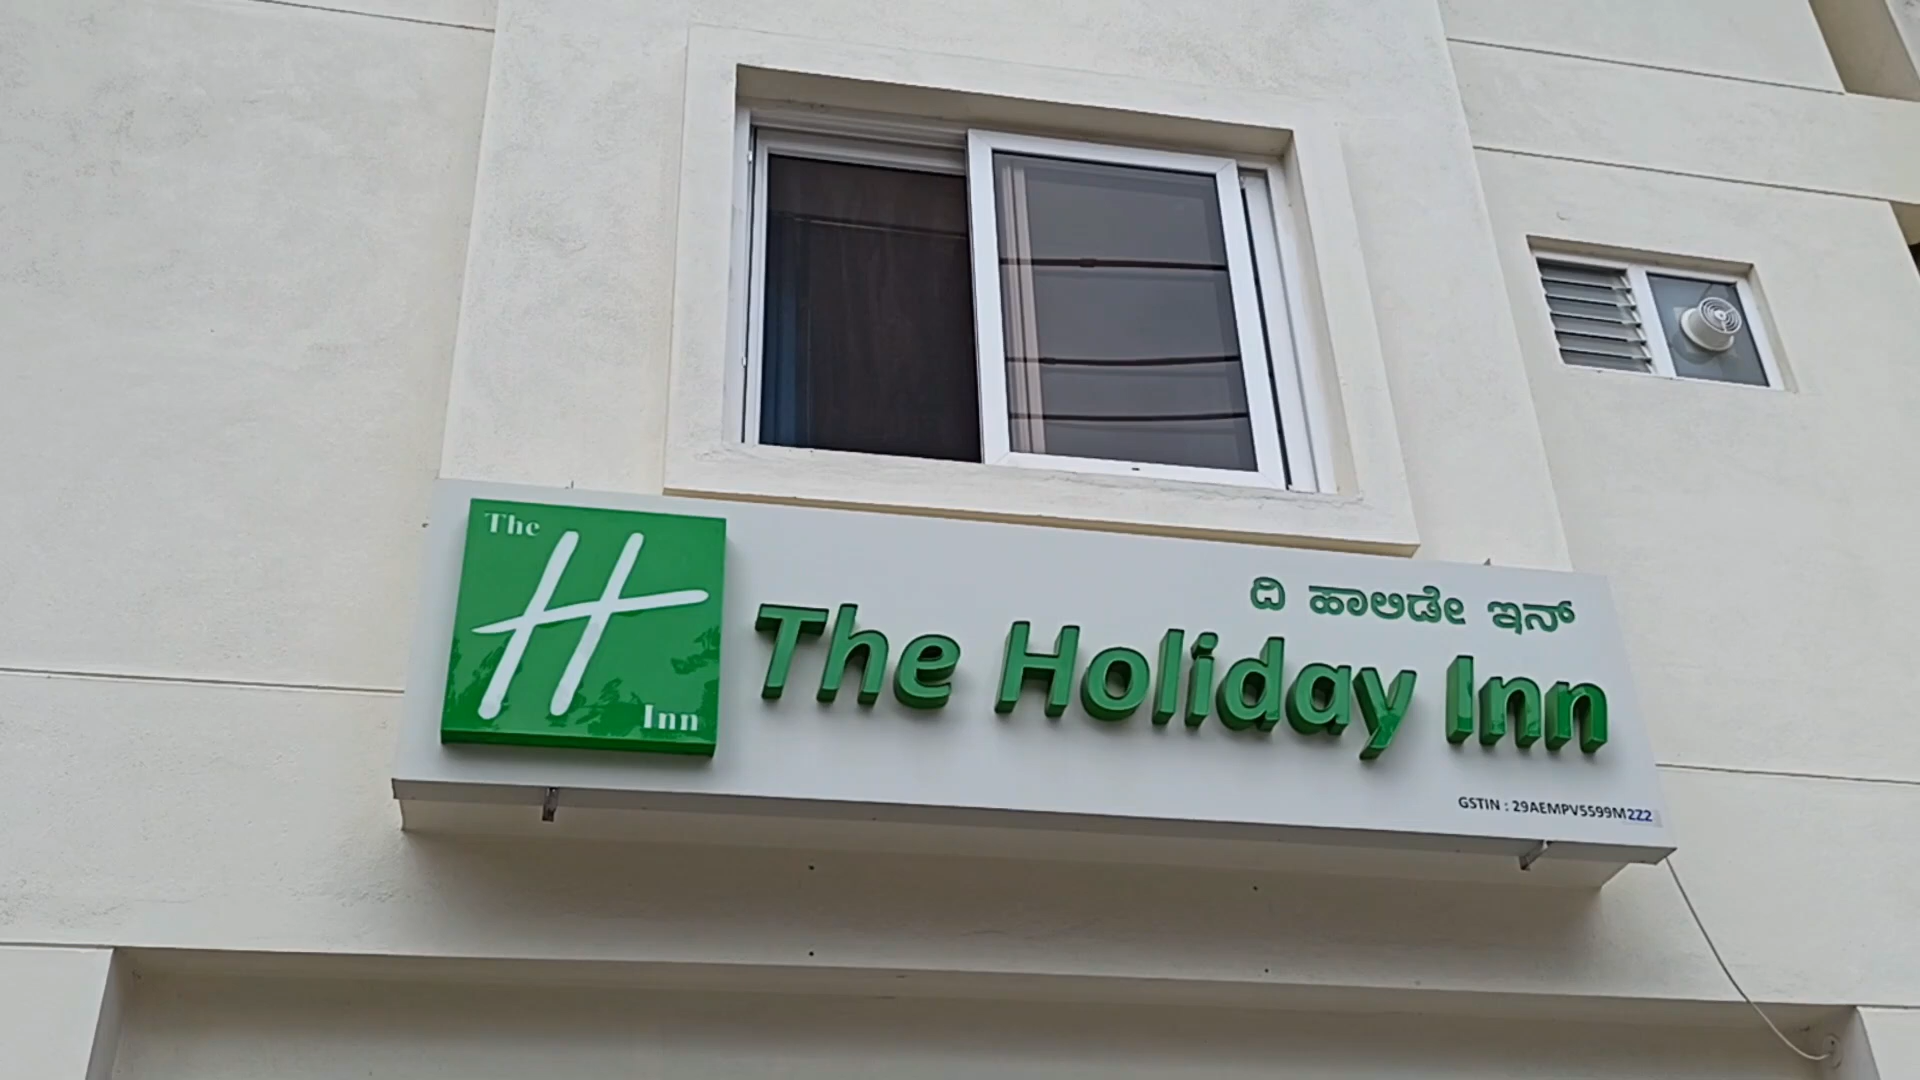 The
H
Inn
ದಿ ಹಾಲಿಡೇ ಇನ್
The Holiday Inn
GSTIN : 29AEMPV5599M2Z2